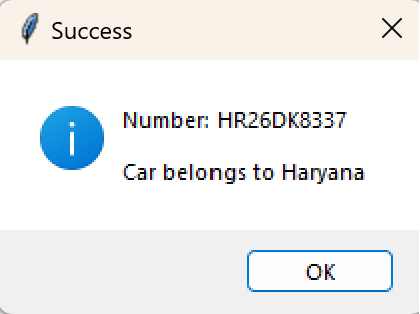 Success
Number: HR26DK8337
Car belongs to Haryana
OK